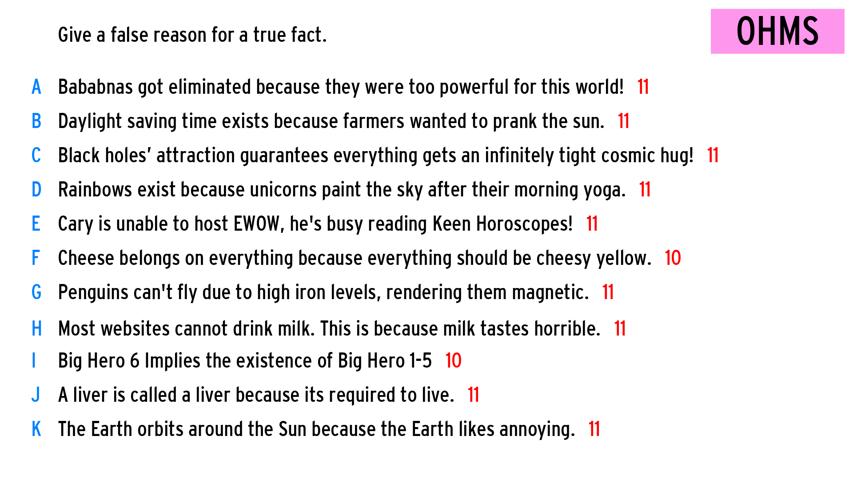 Give a false reason for a true fact.
OHMS
A Bababnas got eliminated because they were too powerful for this world! 11
B Daylight saving time exists because farmers wanted to prank the sun. 11
C Black holes’ attraction guarantees everything gets an infinitely tight cosmic hug! 11
D Rainbows exist because unicorns paint the sky after their morning yoga. 11
E Cary is unable to host EWOW, he's busy reading Keen Horoscopes! 11
F Cheese belongs on everything because everything should be cheesy yellow. 10
G Penguins can't fly due to high iron levels, rendering them magnetic. 11
H Most websites cannot drink milk. This is because milk tastes horrible. 11
I Big Hero 6 Implies the existence of Big Hero 1-5 10
J A liver is called a liver because its required to live. 11
K The Earth orbits around the Sun because the Earth likes annoying. 11